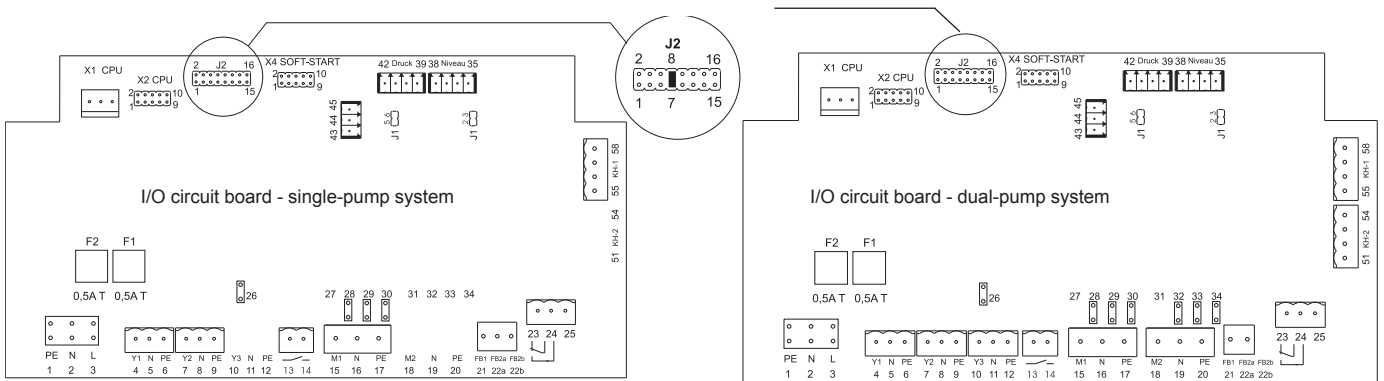 J2
2 8 16
1 7 15
X1 CPU
X2 CPU
2 10
1 9
2 J2 16
1 15
X4 SOFT-START
2 10
1 9
42 Druck 39 38 Niveau 35
43 44 45
5,6
J1
2,3
J1
55 KH-1 58
51 KH-2 54
I/O circuit board - single-pump system
F2 F1
0,5A T 0,5A T
26
27 28 29 30 31 32 33 34
23 24 25
PE N L
1 2 3
Y1 N PE Y2 N PE Y3 N PE
4 5 6 7 8 9 10 11 12 13 14
M1 N PE M2 N PE
15 16 17 18 19 20
FB1 FB2a FB2b
21 22a 22b
X1 CPU
X2 CPU
2 10
1 9
2 J2 16
1 15
X4 SOFT-START
2 10
1 9
42 Druck 39 38 Niveau 35
43 44 45
5,6
J1
2,3
J1
55 KH-1 58
51 KH-2 54
I/O circuit board - dual-pump system
F2 F1
0,5A T 0,5A T
26
27 28 29 30 31 32 33 34
23 24 25
PE N L
1 2 3
Y1 N PE Y2 N PE Y3 N PE
4 5 6 7 8 9 10 11 12 13 14
M1 N PE M2 N PE
15 16 17 18 19 20
FB1 FB2a FB2b
21 22a 22b